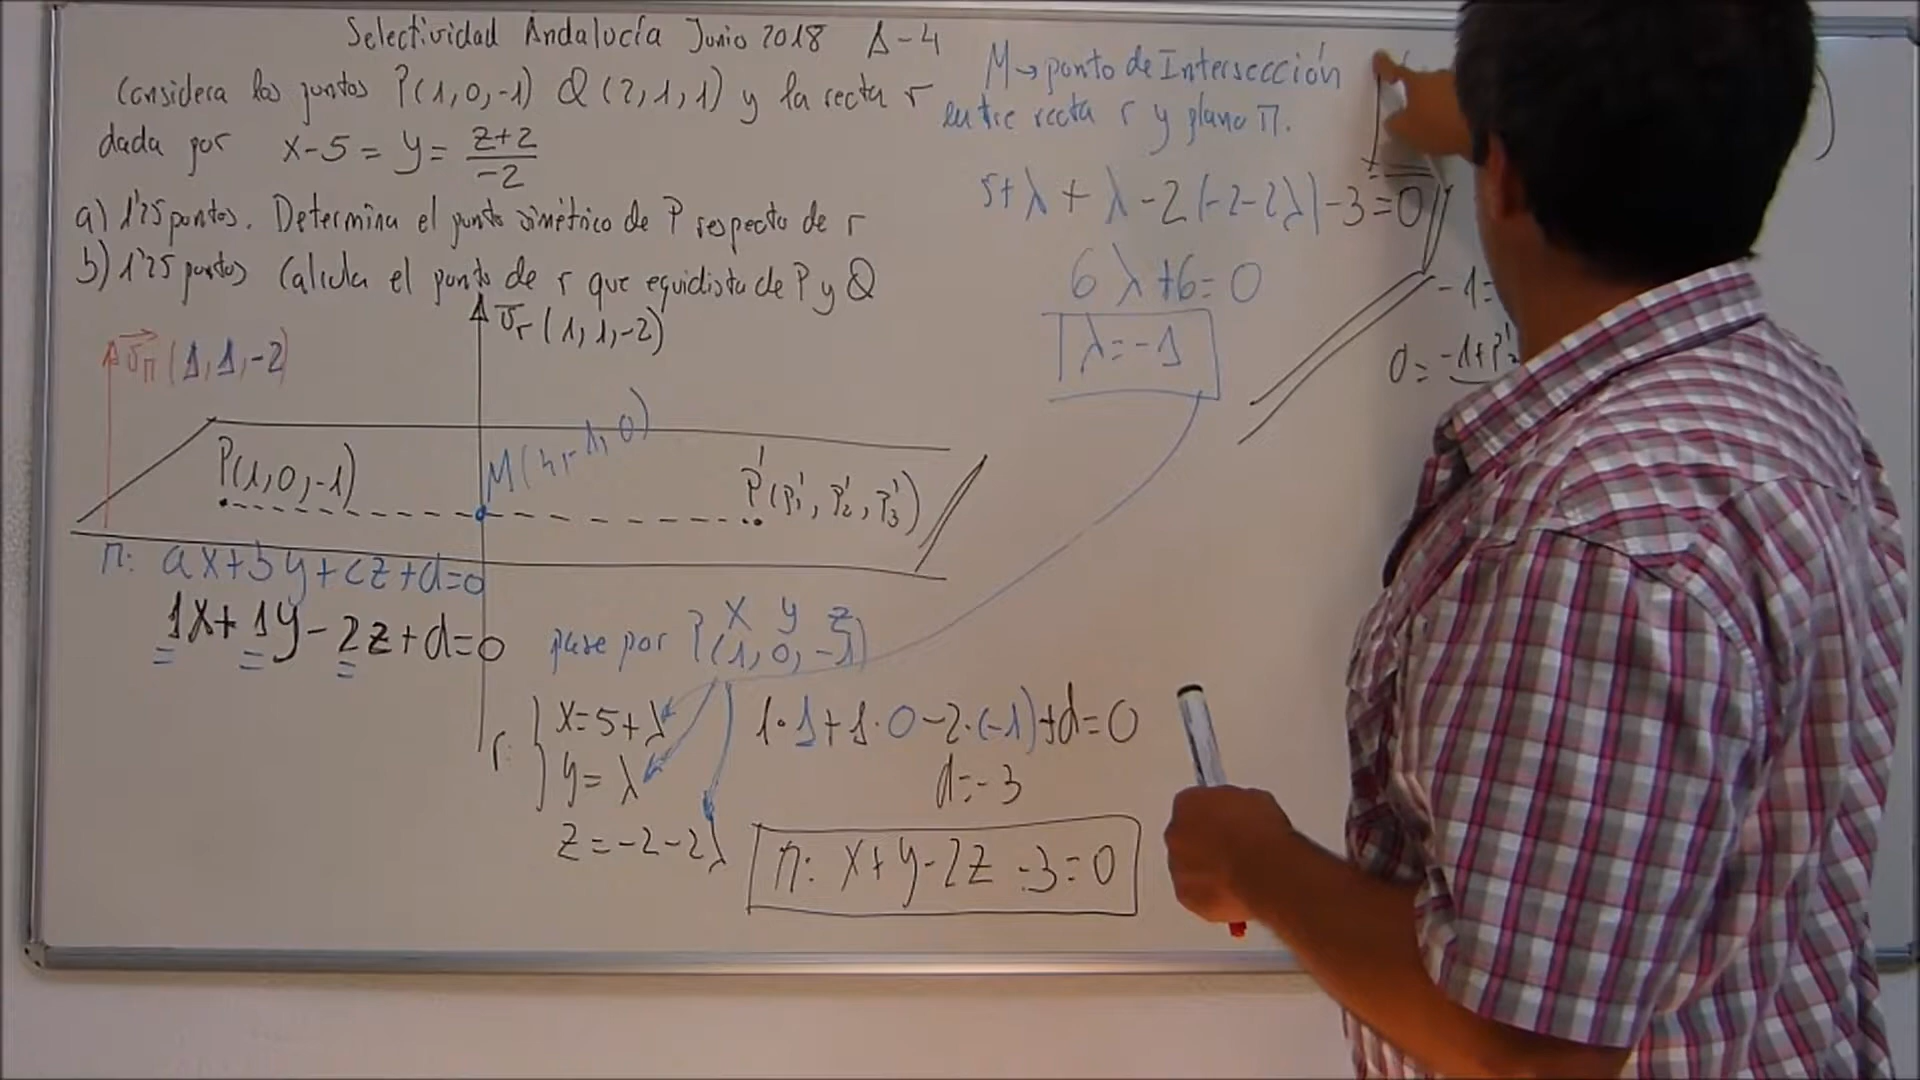 Selectividad Andalucía Junio 2018 A-4
Considera los puntos P(1,0,-1) Q(2,1,1) y la recta r
dada por x-5 = y = z+2/-2
a) 1'25 puntos. Determina el punto simétrico de P respecto de r
b) 1'25 puntos Calcula el punto de r que equidista de P y Q
v⃗r (1,1,-2)
v⃗π (1,1,-2)
P(1,0,-1)
M(4,-1,0)
P'(P'1, P'2, P'3)
π: ax+by+cz+d=0
1x+1y-2z+d=0
pase por P(1,0,-1)
x y z
r: x=5+λ
y=λ
z=-2-2λ
1·1+1·0-2·(-1)+d=0
d=-3
π: x+y-2z-3=0
M→punto de Intersección
entre recta r y plano π.
5+λ+λ-2(-2-2λ)-3=0
6λ+6=0
λ=-1
-1=
0=-1+P'3